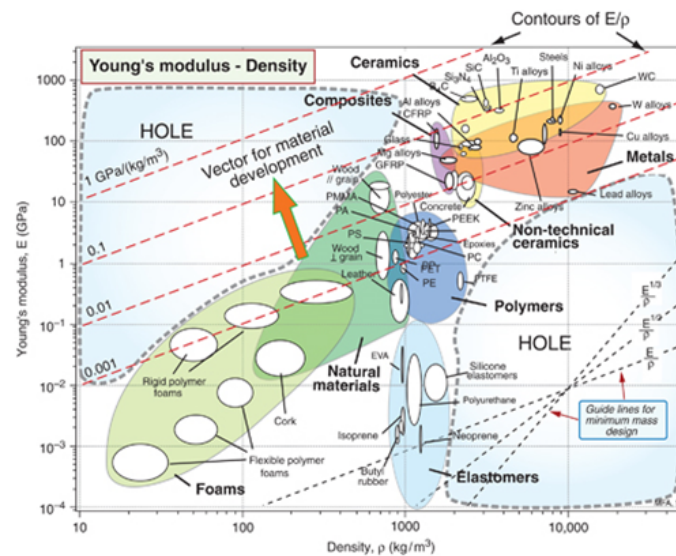 Contours of E/ρ
Young's modulus - Density
Al₂O₃
Steels
SiC
Ni alloys
Si₃N₄
Ti alloys
Ceramics
B₄C
WC
Composites
Al alloys
CFRP
W alloys
HOLE
Glass
Cu alloys
Vector for material
development
Mg alloys
GFRP
Metals
Wood
// grain
Polyester
Lead alloys
1 GPa/(kg/m³)
PMMA
Concrete
Zinc alloys
PA
PEEK
Non-technical
ceramics
PS
Epoxies
0.1
Wood
⊥ grain
PP
PC
PET
Leather
PE
PTFE
Polymers
0.01
E^1/3
ρ
E^1/2
ρ
HOLE
E
ρ
0.001
EVA
Natural
materials
Silicone
elastomers
Rigid polymer
foams
Cork
Polyurethane
Guide lines for
minimum mass
design
Isoprene
Neoprene
Flexible polymer
foams
Butyl
rubber
Foams
Elastomers
Young's modulus, E (GPa)
1000
100
10
1
10⁻¹
10⁻²
10⁻³
10⁻⁴
10
100
1000
10,000
Density, ρ (kg/m³)